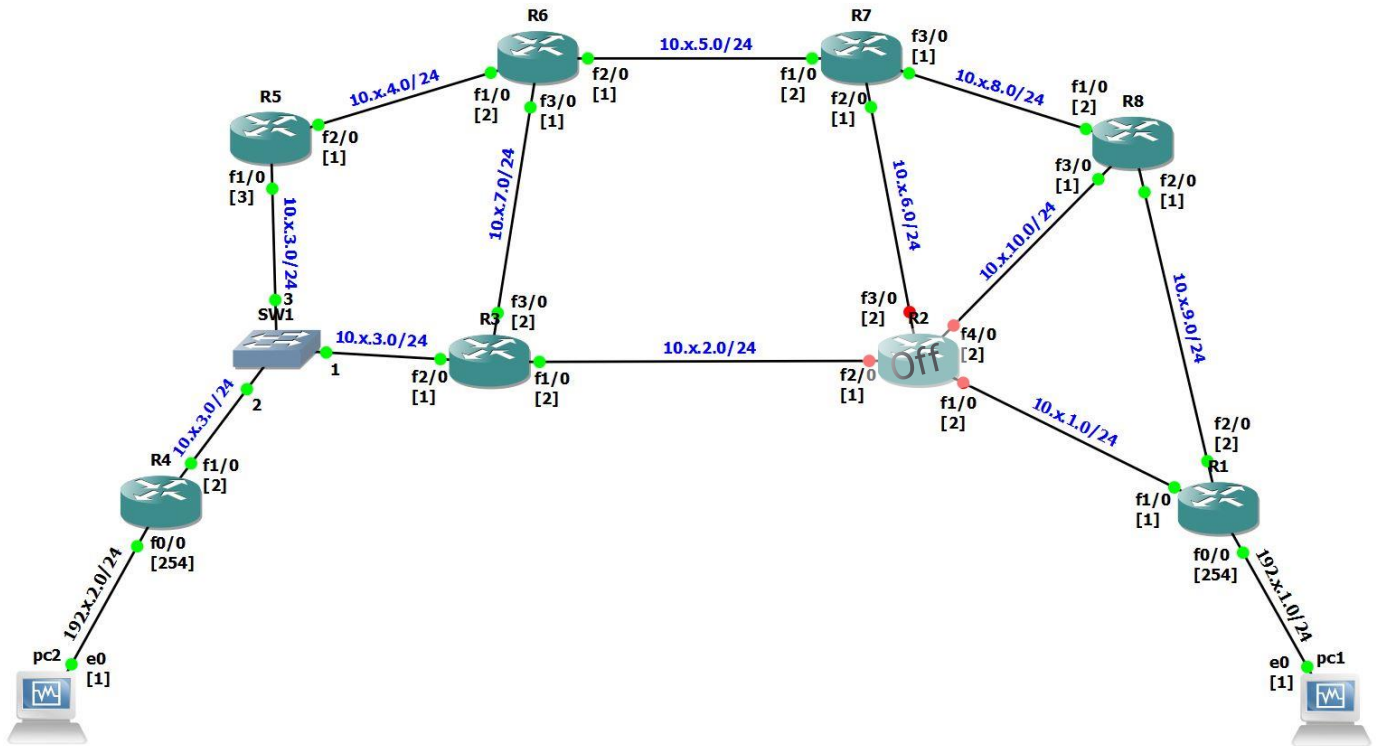 R6
R7
10.x.5.0/24
f3/0
[1]
f2/0
[1]
f1/0
[2]
10.x.4.0/24
f1/0
[2]
f3/0
[1]
f2/0
[1]
10.x.8.0/24
f1/0
[2]
R8
R5
f2/0
[1]
f1/0
[3]
10.x.3.0/24
10.x.7.0/24
10.x.6.0/24
10.x.10.0/24
f3/0
[1]
f2/0
[1]
10.x.9.0/24
3
SW1
10.x.3.0/24
1
2
f3/0
[2]
R3
f2/0
[1]
f1/0
[2]
10.x.2.0/24
f3/0
[2]
R2
Off
f4/0
[2]
f2/0
[1]
f1/0
[2]
10.x.1.0/24
10.x.3.0/24
R4
f1/0
[2]
f0/0
[254]
192.x.2.0/24
f2/0
[2]
R1
f1/0
[1]
f0/0
[254]
192.x.1.0/24
pc2
e0
[1]
e0
[1]
pc1